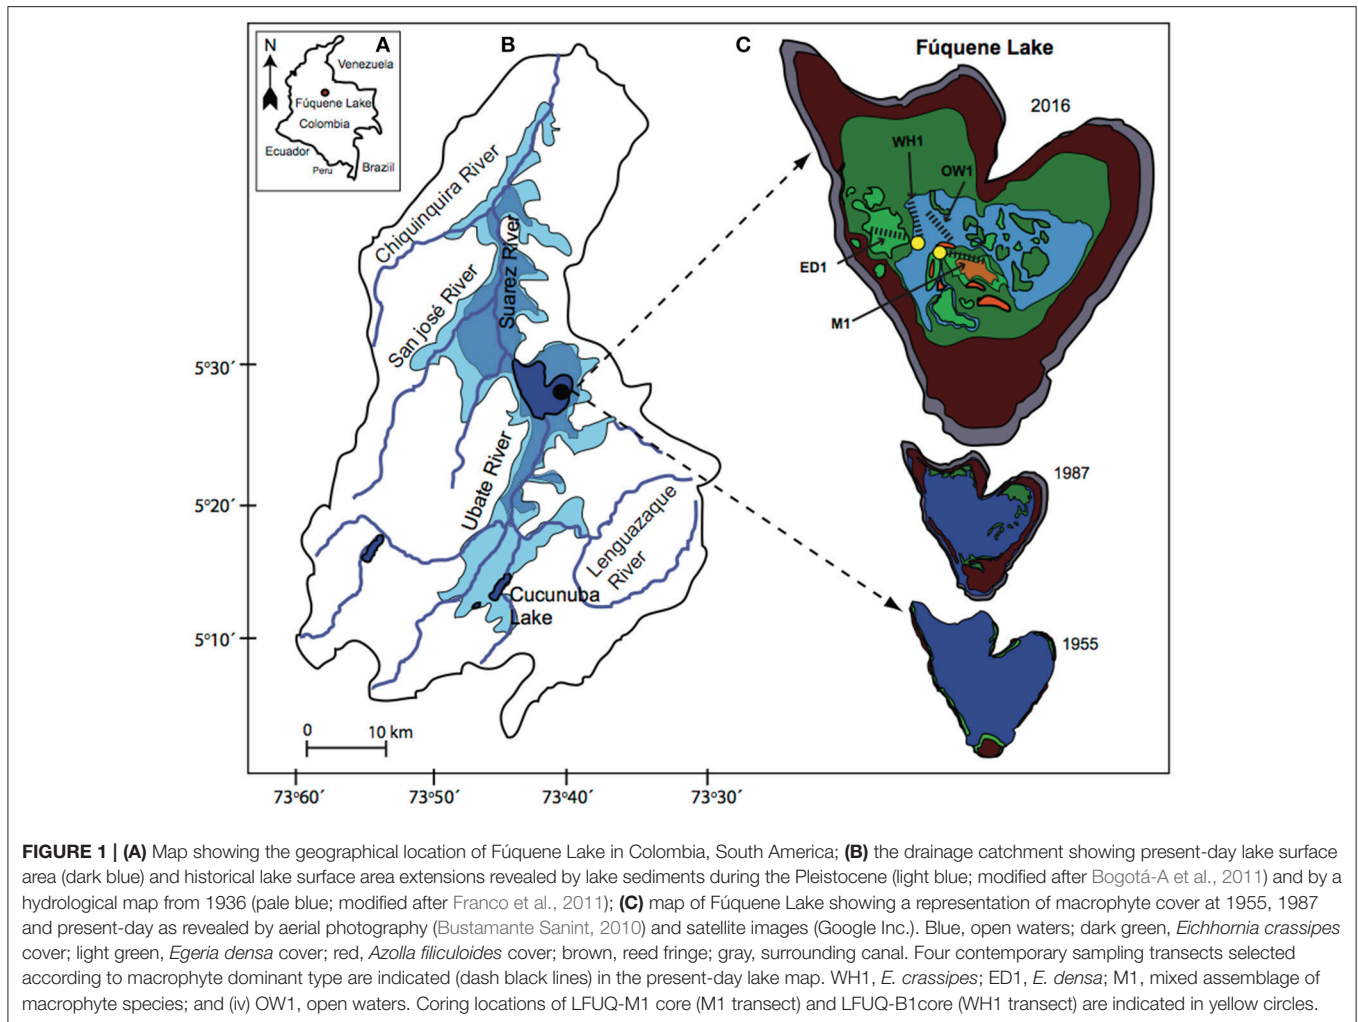 A
B
C
N
Venezuela
Fúquene Lake
Colombia
Ecuador
Peru
Braziil
Fúquene Lake
2016
WH1
OW1
ED1
M1
Chiquinquira River
Suarez River
San josé River
Ubate River
Lenguazaque
River
Cucunuba
Lake
1987
1955
5°30´
5°20´
5°10´
0
10 km
73°60´
73°50´
73°40´
73°30´
FIGURE 1 | (A) Map showing the geographical location of Fúquene Lake in Colombia, South America; (B) the drainage catchment showing present-day lake surface
area (dark blue) and historical lake surface area extensions revealed by lake sediments during the Pleistocene (light blue; modified after Bogotá-A et al., 2011) and by a
hydrological map from 1936 (pale blue; modified after Franco et al., 2011); (C) map of Fúquene Lake showing a representation of macrophyte cover at 1955, 1987
and present-day as revealed by aerial photography (Bustamante Sanint, 2010) and satellite images (Google Inc.). Blue, open waters; dark green, Eichhornia crassipes
cover; light green, Egeria densa cover; red, Azolla filiculoides cover; brown, reed fringe; gray, surrounding canal. Four contemporary sampling transects selected
according to macrophyte dominant type are indicated (dash black lines) in the present-day lake map. WH1, E. crassipes; ED1, E. densa; M1, mixed assemblage of
macrophyte species; and (iv) OW1, open waters. Coring locations of LFUQ-M1 core (M1 transect) and LFUQ-B1core (WH1 transect) are indicated in yellow circles.